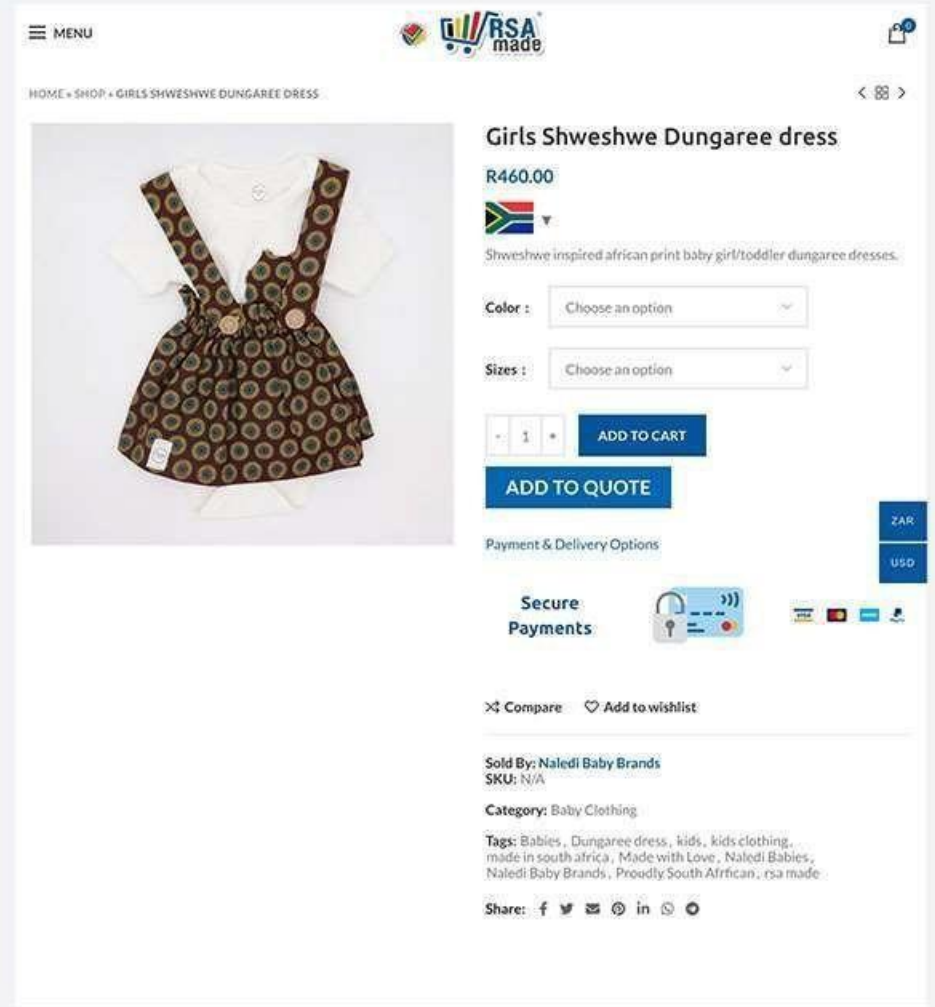 MENU
RSA
made
0
HOME » SHOP » GIRLS SHWESHWE DUNGAREE DRESS
Girls Shweshwe Dungaree dress
R460.00
Shweshwe inspired african print baby girl/toddler dungaree dresses.
Color : Choose an option
Sizes : Choose an option
- 1 + ADD TO CART
ADD TO QUOTE
ZAR
Payment & Delivery Options
USD
Secure
Payments
VISA
Compare Add to wishlist
Sold By: Naledi Baby Brands
SKU: N/A
Category: Baby Clothing
Tags: Babies, Dungaree dress, kids, kids clothing,
made in south africa, Made with Love, Naledi Babies,
Naledi Baby Brands, Proudly South Afrfican, rsa made
Share: